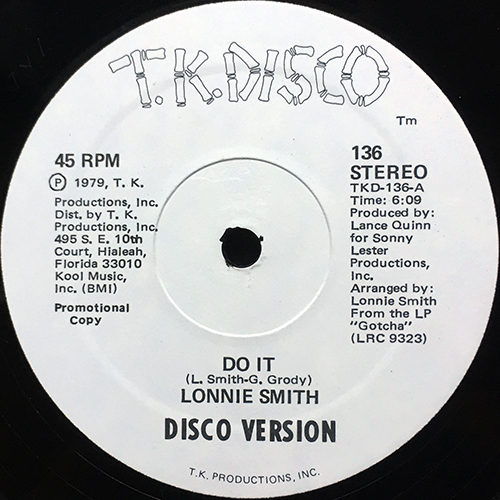 T.K.DISCO
Tm
45 RPM
Ⓟ 1979, T. K.
Productions, Inc.
Dist. by T. K.
Productions, Inc.
495 S. E. 10th
Court, Hialeah,
Florida 33010
Kool Music,
Inc. (BMI)
Promotional
Copy
136
STEREO
TKD-136-A
Time: 6:09
Produced by:
Lance Quinn
for Sonny
Lester
Productions,
Inc.
Arranged by:
Lonnie Smith
From the LP
"Gotcha"
(LRC 9323)
DO IT
(L. Smith-G. Grody)
LONNIE SMITH
DISCO VERSION
T.K. PRODUCTIONS, INC.